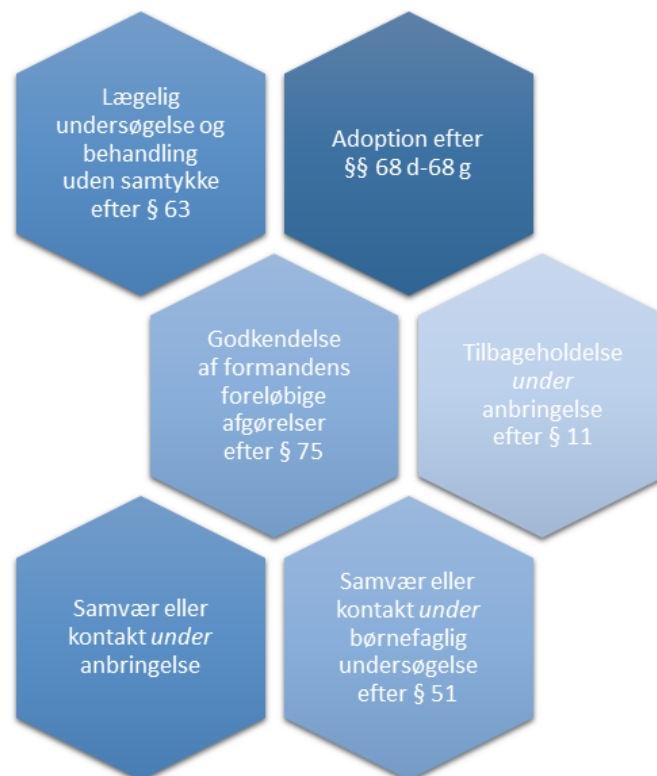 Lægelig
undersøgelse og
behandling
uden samtykke
efter § 63
Adoption efter
§§ 68 d-68 g
Godkendelse
af formandens
foreløbige
afgørelser
efter § 75
Tilbageholdelse
under
anbringelse
efter § 11
Samvær eller
kontakt under
anbringelse
Samvær eller
kontakt under
børnefaglig
undersøgelse
efter § 51